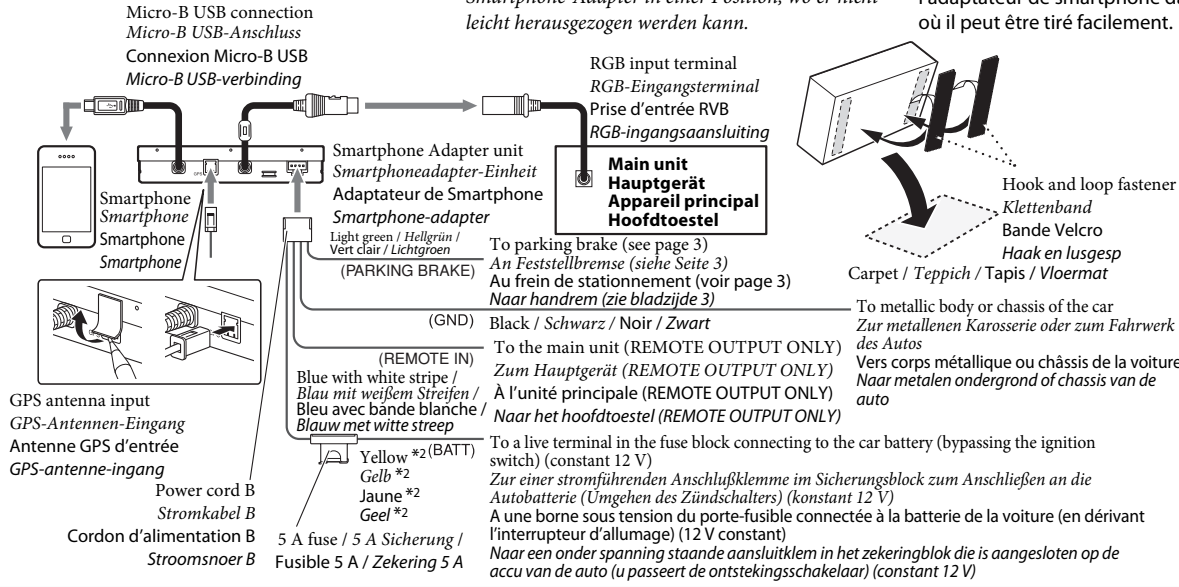 Smartphone Adapter in einer Position, wo er nicht
leicht herausgezogen werden kann.
l'adaptateur de smartphone
où il peut être tiré facilement.
Micro-B USB connection
Micro-B USB-Anschluss
Connexion Micro-B USB
Micro-B USB-verbinding
RGB input terminal
RGB-Eingangsterminal
Prise d'entrée RVB
RGB-ingangsaansluiting
Main unit
Hauptgerät
Appareil principal
Hoofdtoestel
Hook and loop fastener
Klettenband
Bande Velcro
Haak en lusgesp
Carpet / Teppich / Tapis / Vloermat
GPS
Smartphone
Smartphone
Smartphone
Smartphone
Smartphone Adapter unit
Smartphoneadapter-Einheit
Adaptateur de Smartphone
Smartphone-adapter
Light green / Hellgrün /
Vert clair / Lichtgroen
(PARKING BRAKE)
To parking brake (see page 3)
An Feststellbremse (siehe Seite 3)
Au frein de stationnement (voir page 3)
Naar handrem (zie bladzijde 3)
(GND)
Black / Schwarz / Noir / Zwart
To metallic body or chassis of the car
Zur metallenen Karosserie oder zum Fahrwerk
des Autos
Vers corps métallique ou châssis de la voiture
Naar metalen ondergrond of chassis van de
auto
(REMOTE IN)
Blue with white stripe /
Blau mit weißem Streifen /
Bleu avec bande blanche /
Blauw met witte streep
To the main unit (REMOTE OUTPUT ONLY)
Zum Hauptgerät (REMOTE OUTPUT ONLY)
À l'unité principale (REMOTE OUTPUT ONLY)
Naar het hoofdtoestel (REMOTE OUTPUT ONLY)
GPS antenna input
GPS-Antennen-Eingang
Antenne GPS d'entrée
GPS-antenne-ingang
Power cord B
Stromkabel B
Cordon d'alimentation B
Stroomsnoer B
(BATT)
Yellow *2
Gelb *2
Jaune *2
Geel *2
5 A fuse / 5 A Sicherung /
Fusible 5 A / Zekering 5 A
To a live terminal in the fuse block connecting to the car battery (bypassing the ignition
switch) (constant 12 V)
Zur einer stromführenden Anschlußklemme im Sicherungsblock zum Anschließen an die
Autobatterie (Umgehen des Zündschalters) (konstant 12 V)
A une borne sous tension du porte-fusible connectée à la batterie de la voiture (en dérivant
l'interrupteur d'allumage) (12 V constant)
Naar een onder spanning staande aansluitklem in het zekeringblok die is aangesloten op de
accu van de auto (u passeert de ontstekingsschakelaar) (constant 12 V)